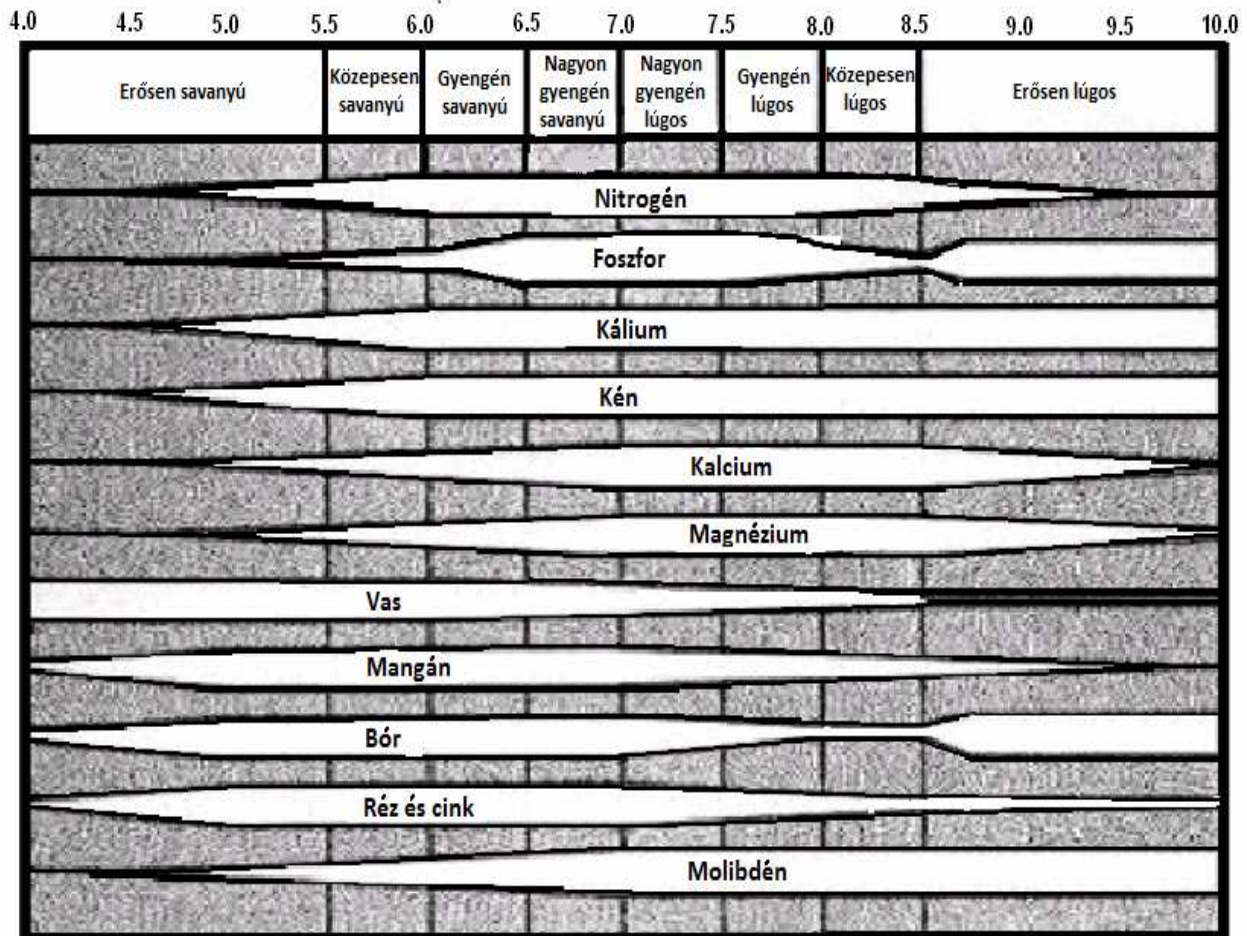 4.0 4.5 5.0 5.5 6.0 6.5 7.0 7.5 8.0 8.5 9.0 9.5 10.0
Erősen savanyú
Közepesen
savanyú
Gyengén
savanyú
Nagyon
gyengén
savanyú
Nagyon
gyengén
lúgos
Gyengén
lúgos
Közepesen
lúgos
Erősen lúgos
Nitrogén
Foszfor
Kálium
Kén
Kalcium
Magnézium
Vas
Mangán
Bór
Réz és cink
Molibdén